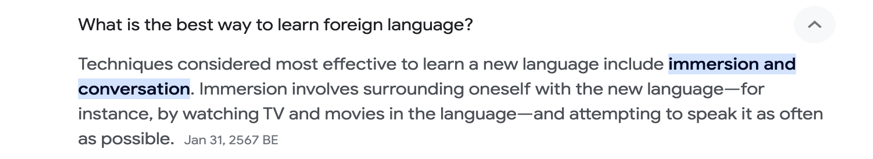 What is the best way to learn foreign language?
Techniques considered most effective to learn a new language include immersion and
conversation. Immersion involves surrounding oneself with the new language—for
instance, by watching TV and movies in the language—and attempting to speak it as often
as possible. Jan 31, 2567 BE